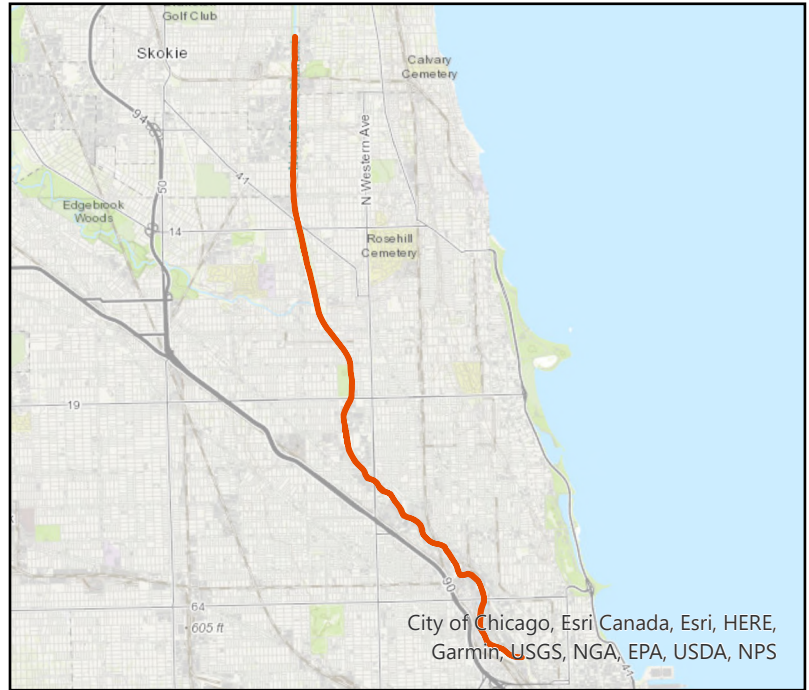 Golf Club
Skokie
Calvary
Cemetery
94
N Western Ave
41
50
Edgebrook
Woods
14
Rosehill
Cemetery
19
90
64
605 ft
City of Chicago, Esri Canada, Esri, HERE,
Garmin, USGS, NGA, EPA, USDA, NPS
41